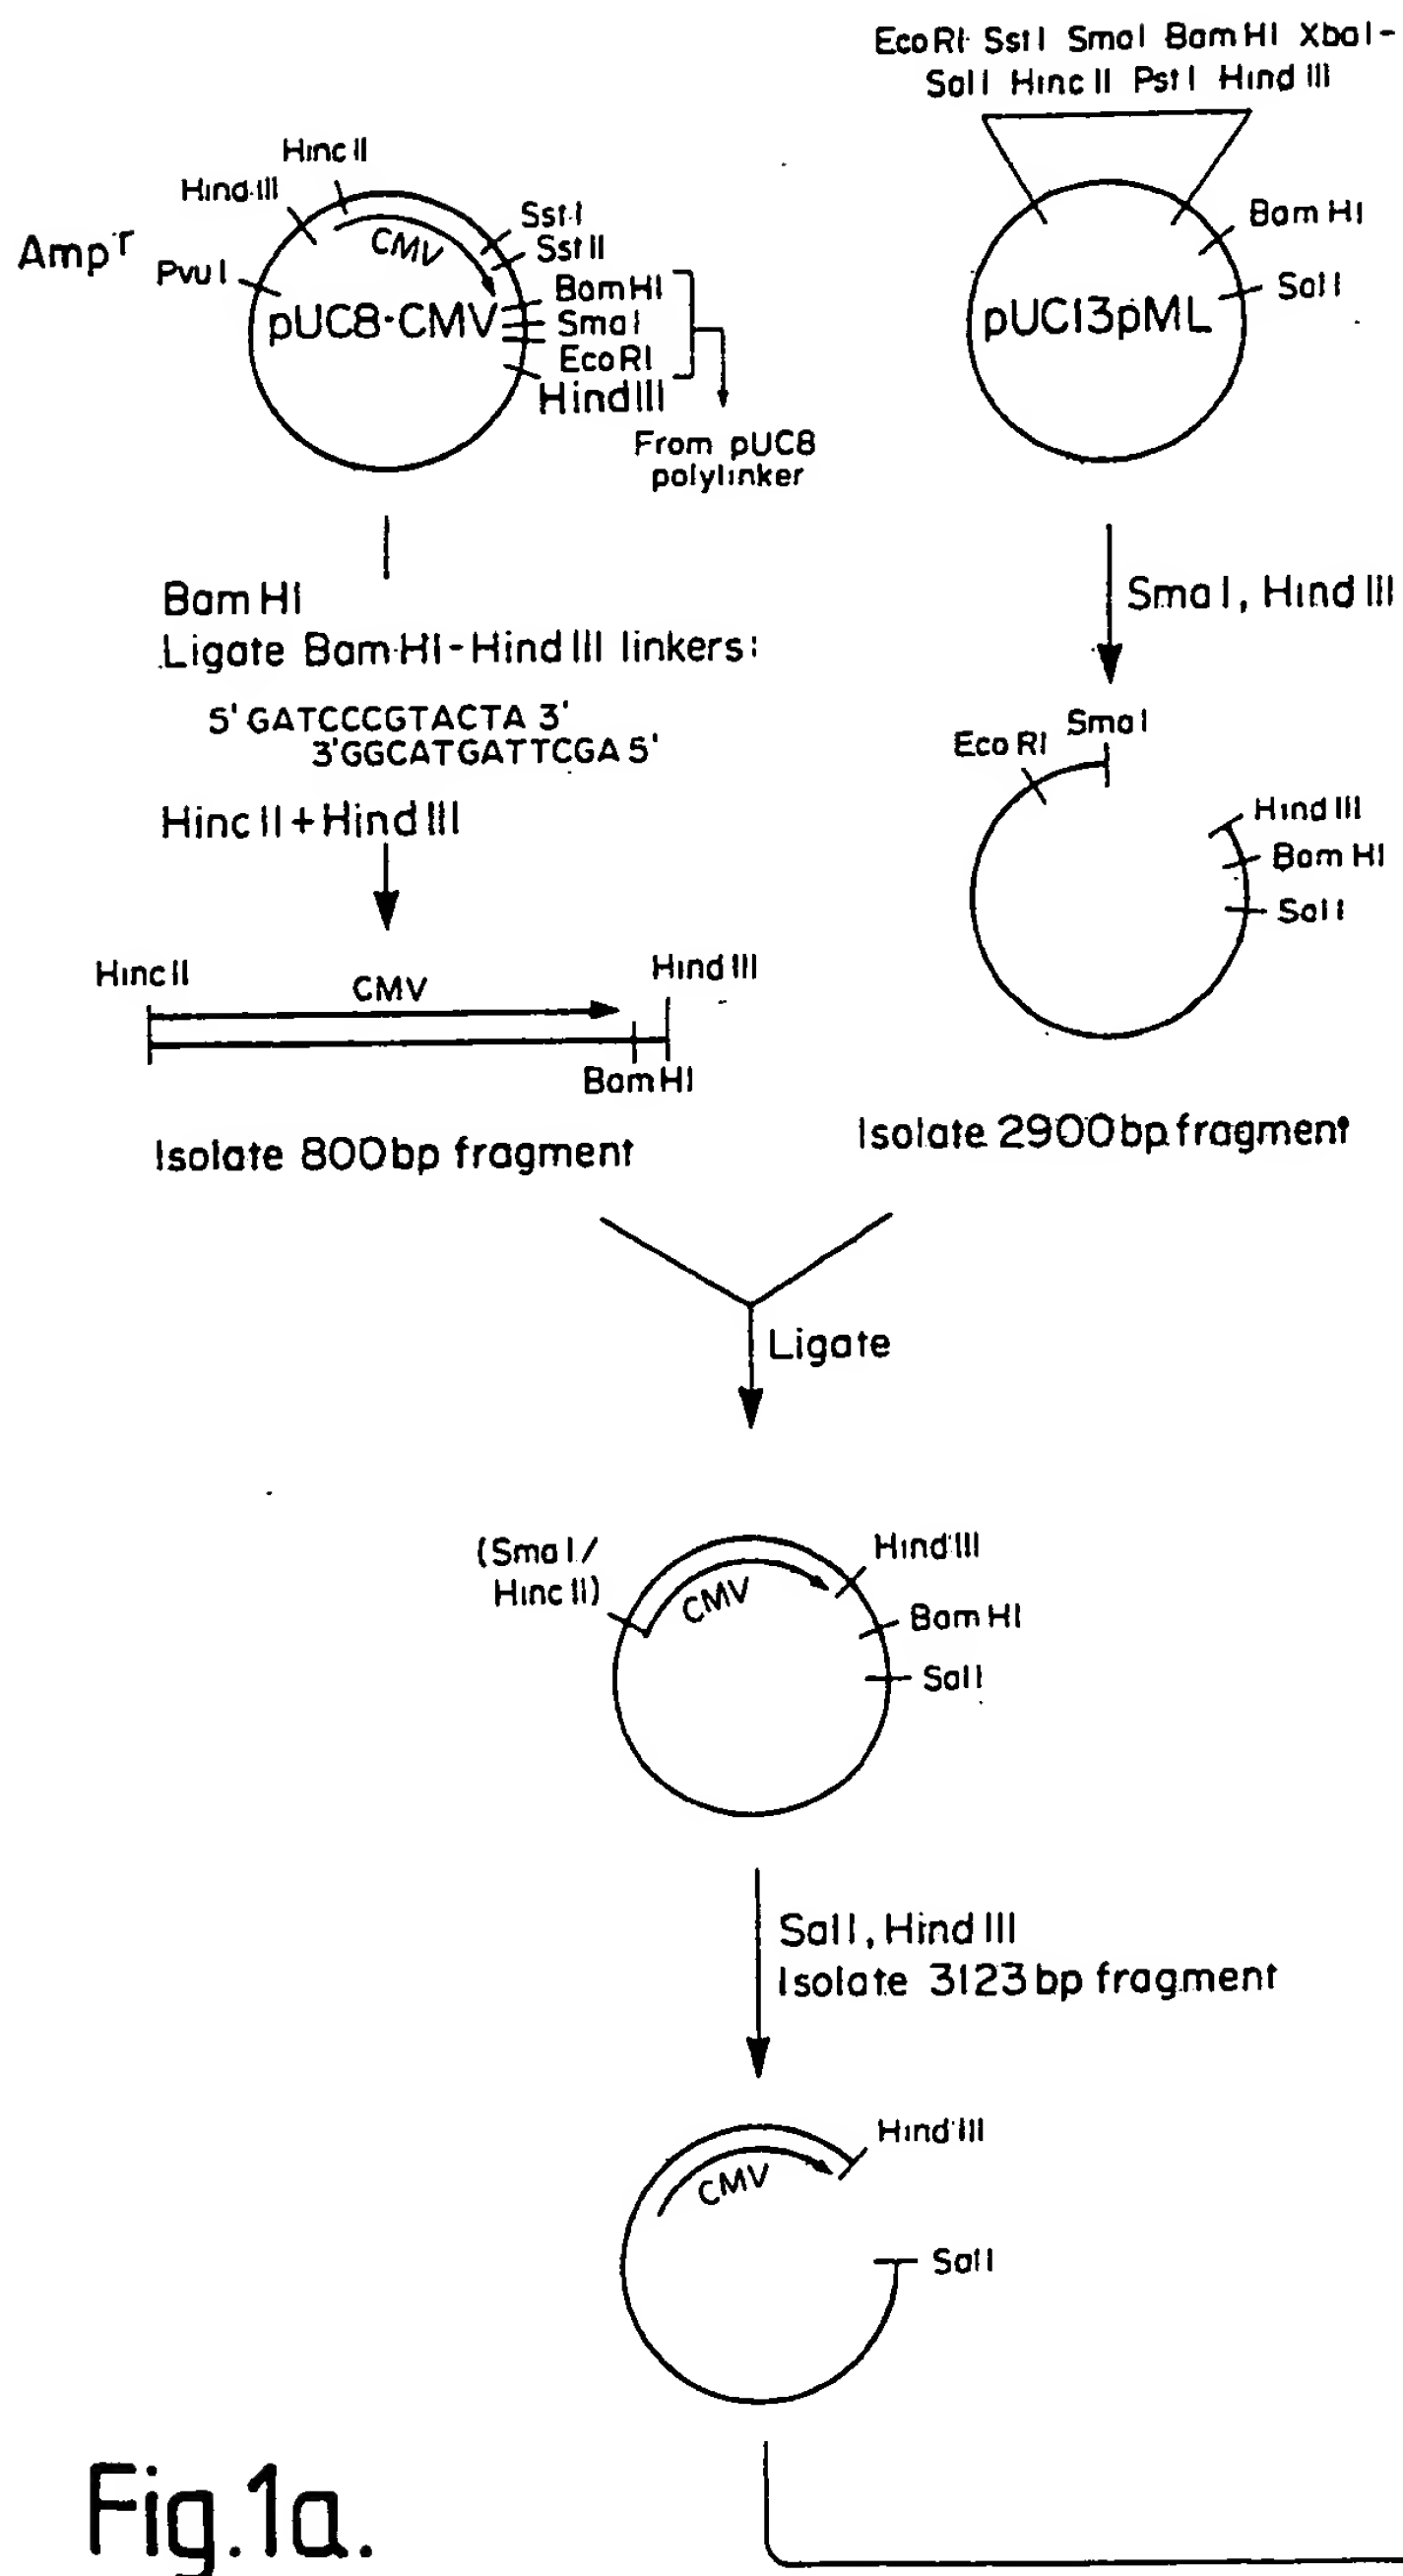 EcoRI SstI SmaI BamHI XbaI-
SalI HincII PstI HindIII
HincII
HindIII
Amp r
PvuI
CMV
SstI
SstII
BamHI
SmaI
EcoRI
HindIII
pUC8-CMV
From pUC8
polylinker
BamHI
SalI
pUC13pML
BamHI
Ligate BamHI-HindIII linkers:
5' GATCCCGTACTA 3'
3'GGCATGATTCGA 5'
HincII+HindIII
SmaI, HindIII
SmaI
EcoRI
HindIII
BamHI
SalI
HincII
CMV
HindIII
BamHI
Isolate 800bp fragment
Isolate 2900bp fragment
Ligate
(SmaI/
HincII)
CMV
HindIII
BamHI
SalI
SalI, HindIII
Isolate 3123bp fragment
HindIII
CMV
SalI
Fig.1a.